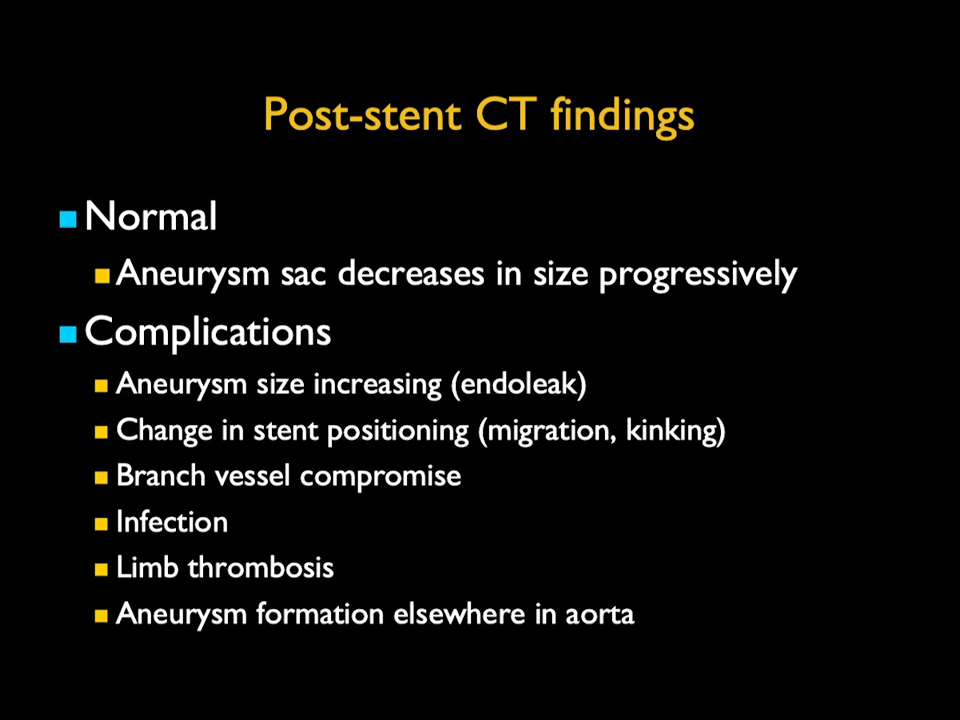 Post-stent CT findings
Normal
Aneurysm sac decreases in size progressively
Complications
Aneurysm size increasing (endoleak)
Change in stent positioning (migration, kinking)
Branch vessel compromise
Infection
Limb thrombosis
Aneurysm formation elsewhere in aorta